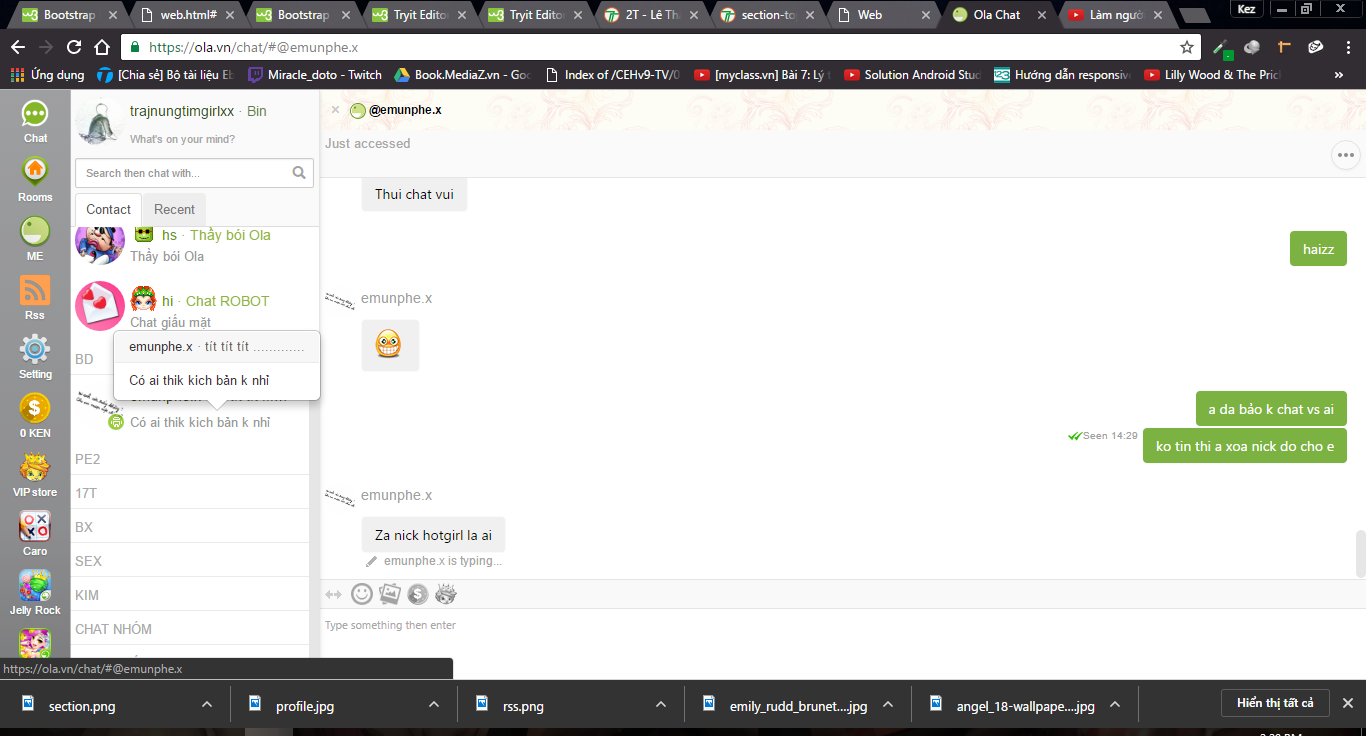 Bootstrap
web.html#
Bootstrap
Tryit Edito
Tryit Edito
2T - Lê Th
section-to
Web
Ola Chat
Làm ngườ
Kez
https://ola.vn/chat/#@emunphe.x
Ứng dụng
[Chia sẻ] Bộ tài liệu Eb
Miracle_doto - Twitch
Book.MediaZ.vn - Goo
Index of /CEHv9-TV/0
[myclass.vn] Bài 7: Lý t
Solution Android Stud
Hướng dẫn responsiv
Lilly Wood & The Pric
»
Chat
Rooms
ME
Rss
Setting
0 KEN
VIP store
Caro
Jelly Rock
trajnungtimgirlxx · Bin
What's on your mind?
Search then chat with...
Contact
Recent
hs · Thầy bói Ola
Thầy bói Ola
hi · Chat ROBOT
Chat giấu mặt
BD
emunphe.x · tít tít tít .............
Có ai thik kich bản k nhỉ
Có ai thik kich bản k nhỉ
PE2
17T
BX
SEX
KIM
CHAT NHÓM
@emunphe.x
Just accessed
Thui chat vui
haizz
emunphe.x
a da bảo k chat vs ai
Seen 14:29
ko tin thi a xoa nick do cho e
emunphe.x
Za nick hotgirl la ai
emunphe.x is typing...
Type something then enter
https://ola.vn/chat/#@emunphe.x
section.png
profile.jpg
rss.png
emily_rudd_brunet....jpg
angel_18-wallpape....jpg
Hiển thị tất cả